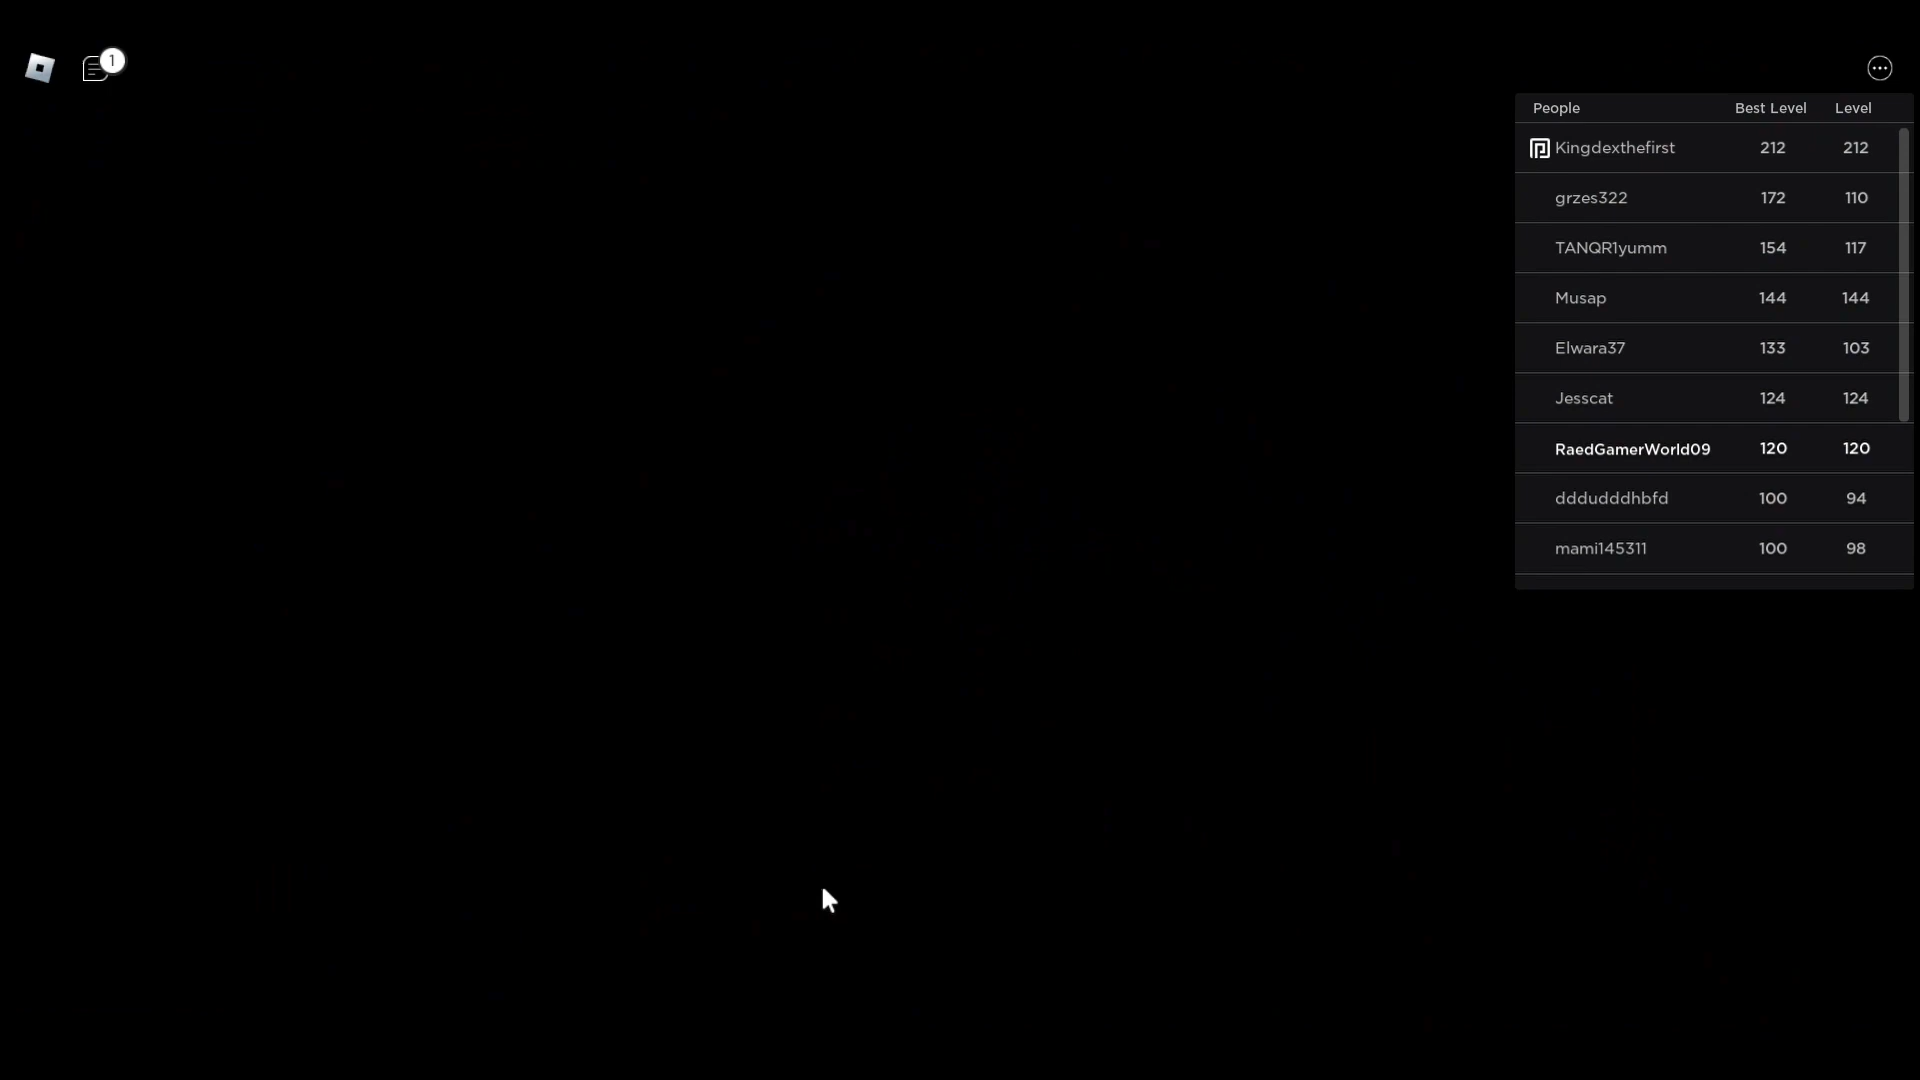 1
People Best Level Level
Kingdexthefirst 212 212
grzes322 172 110
TANQR1yumm 154 117
Musap 144 144
Elwara37 133 103
Jesscat 124 124
RaedGamerWorld09 120 120
dddudddhbfd 100 94
mami145311 100 98